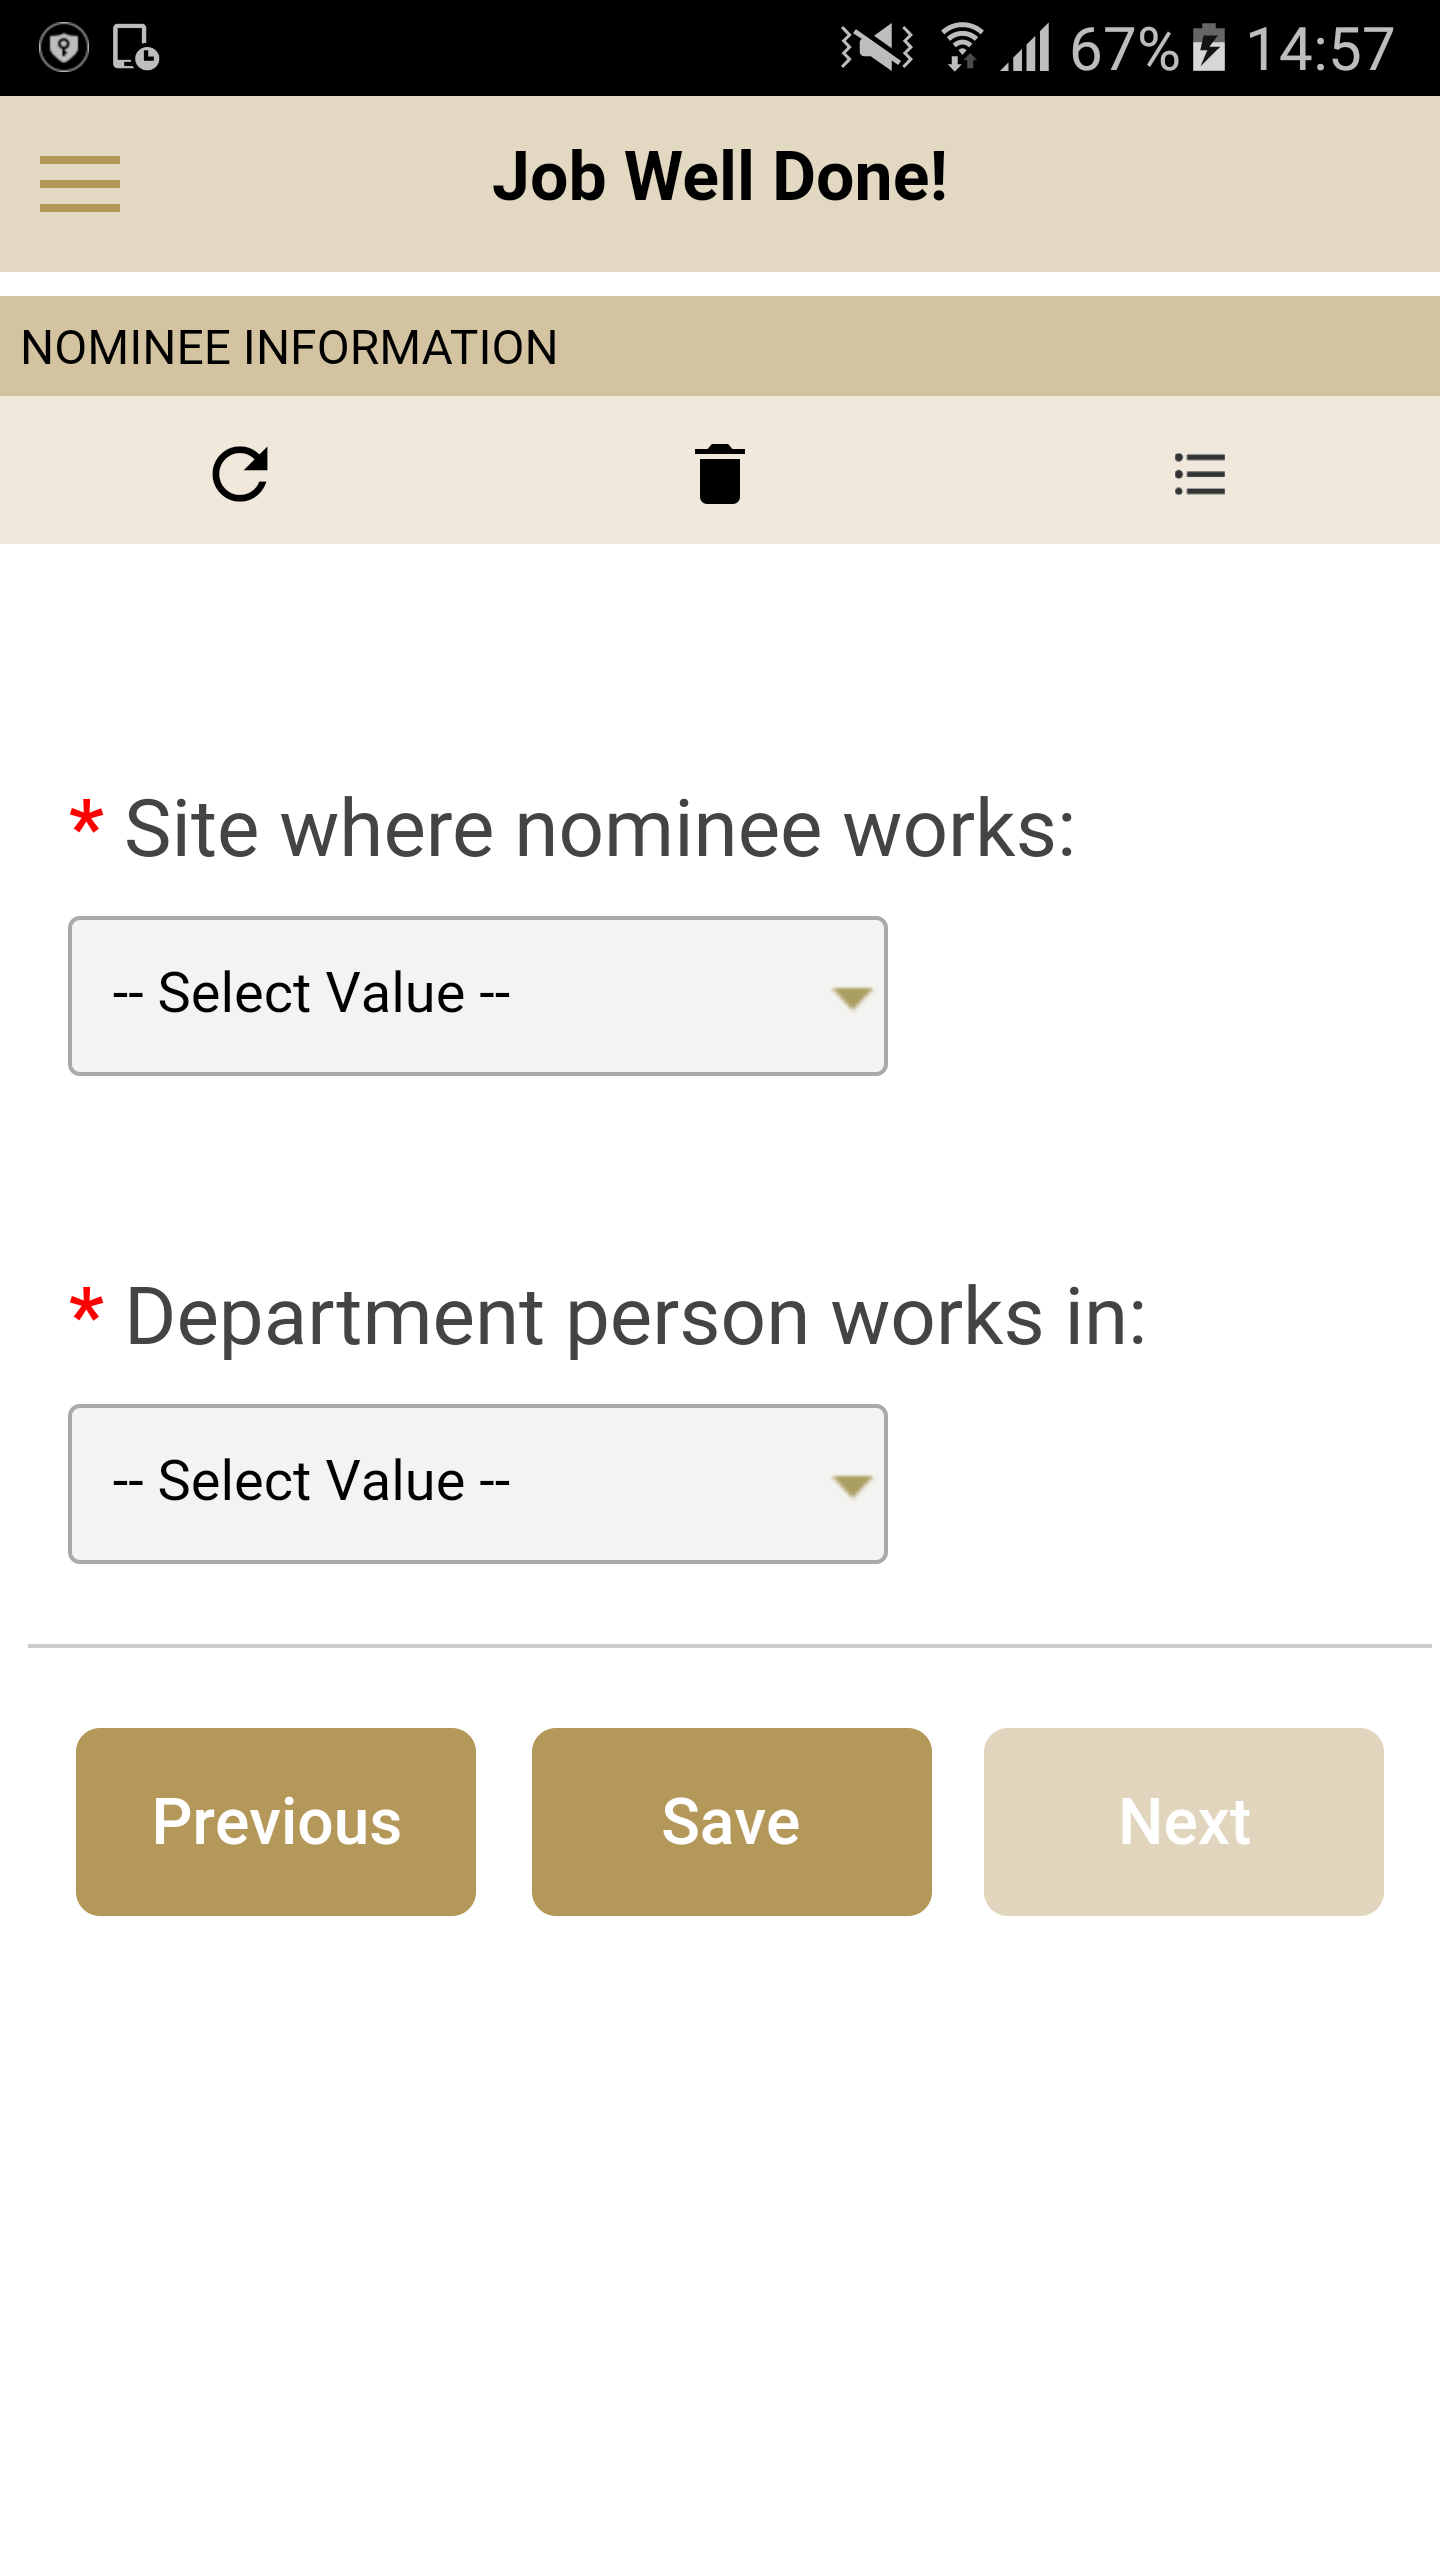 67% 14:57
Job Well Done!
NOMINEE INFORMATION
* Site where nominee works:
-- Select Value --
* Department person works in:
-- Select Value --
Previous Save Next